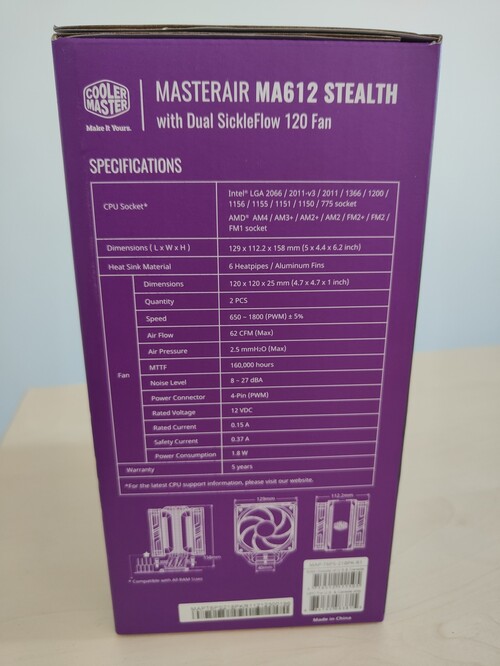 COOLER
MASTER
Make It Yours.
MASTERAIR MA612 STEALTH
with Dual SickleFlow 120 Fan
SPECIFICATIONS
CPU Socket*
Intel® LGA 2066 / 2011-v3 / 2011 / 1366 / 1200 /
1156 / 1155 / 1151 / 1150 / 775 socket
AMD® AM4 / AM3+ / AM2+ / AM2 / FM2+ / FM2 /
FM1 socket
Dimensions ( L x W x H ) 129 x 112.2 x 158 mm (5 x 4.4 x 6.2 inch)
Heat Sink Material 6 Heatpipes / Aluminum Fins
Fan
Dimensions 120 x 120 x 25 mm (4.7 x 4.7 x 1 inch)
Quantity 2 PCS
Speed 650 ~ 1800 (PWM) ± 5%
Air Flow 62 CFM (Max)
Air Pressure 2.5 mmH₂O (Max)
MTTF 160,000 hours
Noise Level 8 ~ 27 dBA
Power Connector 4-Pin (PWM)
Rated Voltage 12 VDC
Rated Current 0.15 A
Safety Current 0.37 A
Power Consumption 1.8 W
Warranty 5 years
*For the latest CPU support information, please visit our website.
129mm
112.2mm
158mm
* Compatible with all RAM
Made in China